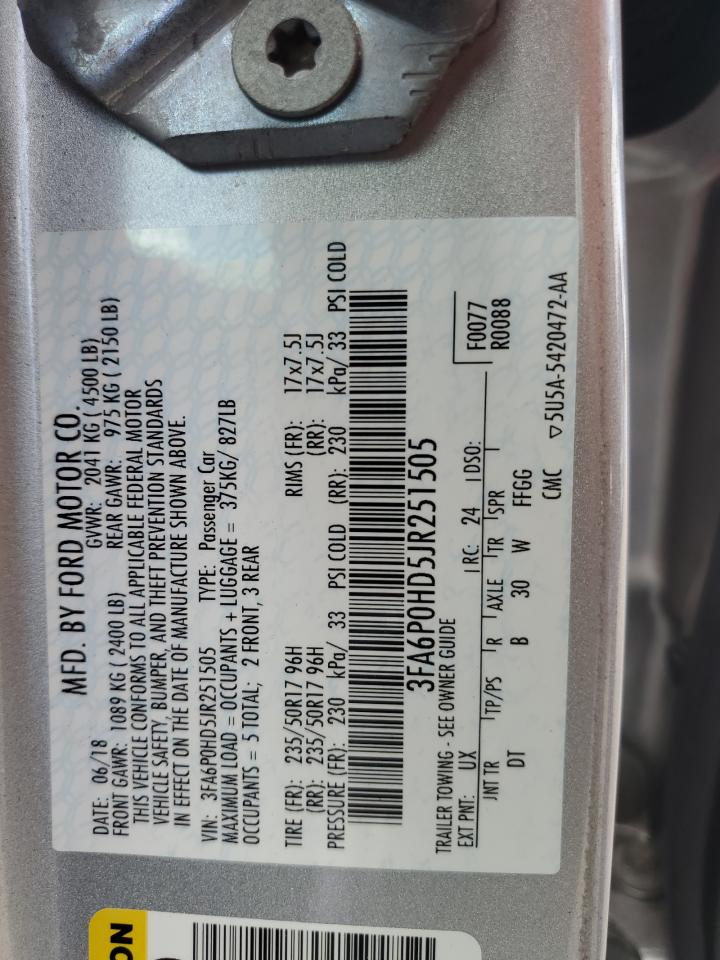 MFD. BY FORD MOTOR CO.
DATE: 06/18 GVWR: 2041 KG ( 4500 LB)
FRONT GAWR: 1089 KG ( 2400 LB) REAR GAWR: 975 KG ( 2150 LB)
THIS VEHICLE CONFORMS TO ALL APPLICABLE FEDERAL MOTOR
VEHICLE SAFETY, BUMPER, AND THEFT PREVENTION STANDARDS
IN EFFECT ON THE DATE OF MANUFACTURE SHOWN ABOVE.
VIN: 3FA6P0HD5JR251505 TYPE: Passenger Car
MAXIMUM LOAD = OCCUPANTS + LUGGAGE = 375KG/ 827LB
OCCUPANTS = 5 TOTAL; 2 FRONT, 3 REAR
TIRE (FR): 235/50R17 96H RIMS (FR): 17x7.5J
(RR): 235/50R17 96H (RR): 17x7.5J
PRESSURE (FR): 230 kPa/ 33 PSI COLD (RR): 230 kPa/ 33 PSI COLD
3FA6P0HD5JR251505
TRAILER TOWING - SEE OWNER GUIDE
F0077
R0088
EXT PNT: UX RC: 24 DSO:
INT TR TP/PS R AXLE TR SPR
DT B 30 W FFGG
CMC ▽5U5A-5420472-AA
ON